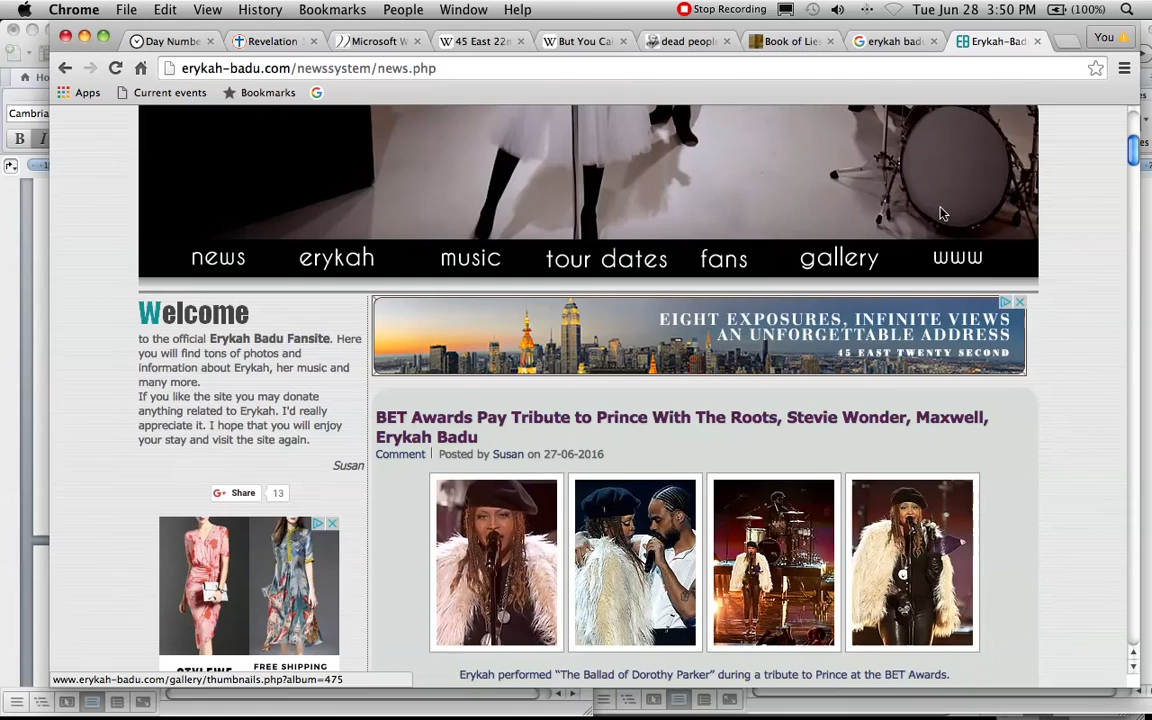 Chrome File Edit View History Bookmarks People Window Help Stop Recording Tue Jun 28 3:50 PM (100%)
Day Numbe Revelation Microsoft W 45 East 22n But You Cai dead people Book of Lies erykah badu Erykah-Bad You
erykah-badu.com/newssystem/news.php
Apps Current events Bookmarks
Cambria
B I
news erykah music tour dates fans gallery www
Welcome
to the official Erykah Badu Fansite. Here
you will find tons of photos and
information about Erykah, her music and
many more.
If you like the site you may donate
anything related to Erykah. I'd really
appreciate it. I hope that you will enjoy
your stay and visit the site again.
Susan
Share 13
EIGHT EXPOSURES, INFINITE VIEWS
AN UNFORGETTABLE ADDRESS
45 EAST TWENTY SECOND
BET Awards Pay Tribute to Prince With The Roots, Stevie Wonder, Maxwell,
Erykah Badu
Comment Posted by Susan on 27-06-2016
FREE SHIPPING
Erykah performed “The Ballad of Dorothy Parker” during a tribute to Prince at the BET Awards.
www.erykah-badu.com/gallery/thumbnails.php?album=475